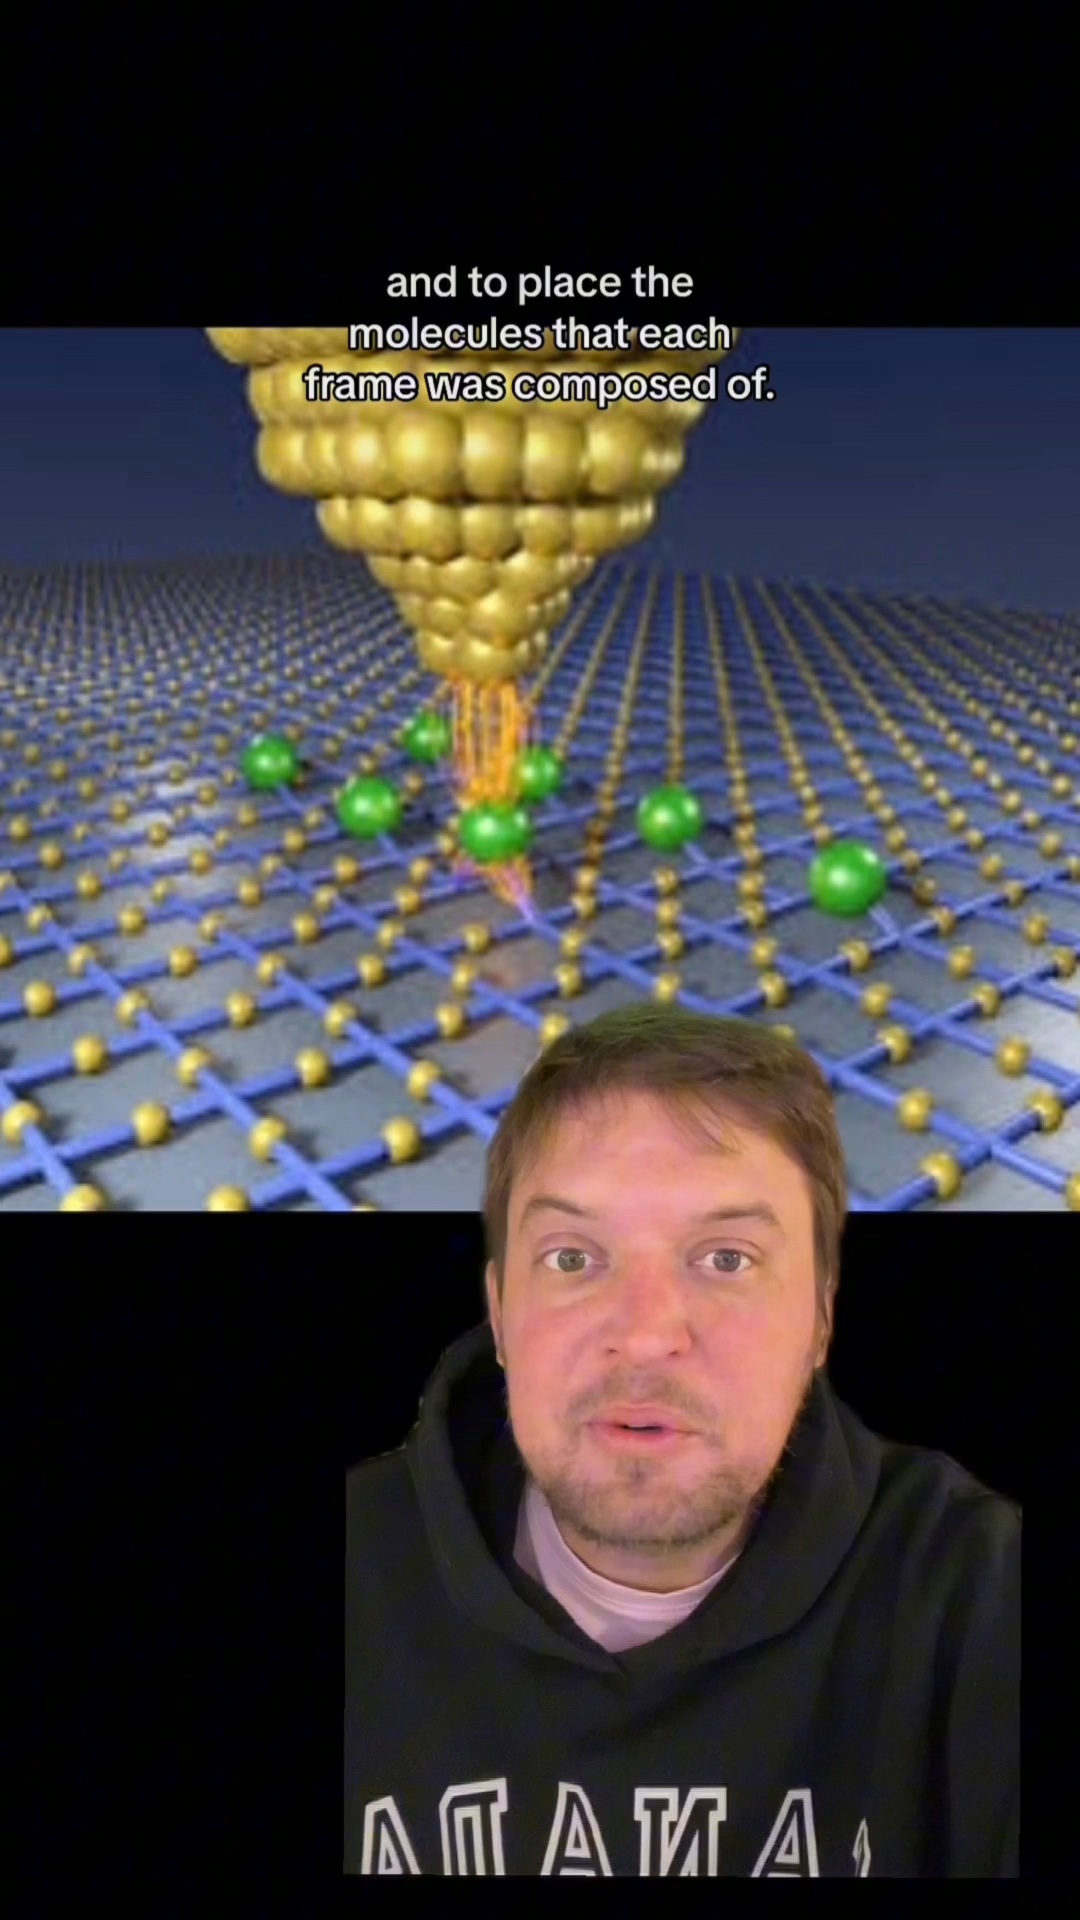 and to place the
molecules that each
frame was composed of.